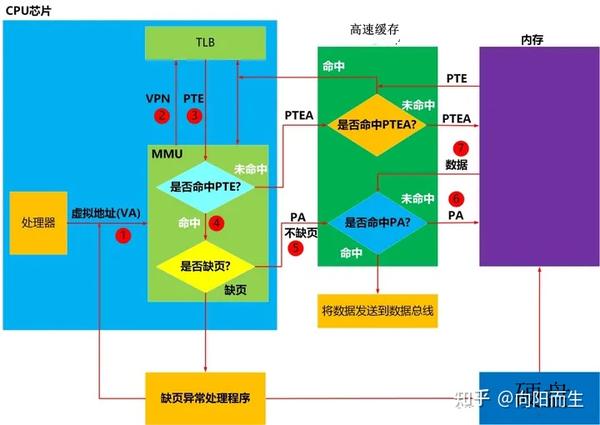 CPU芯片
高速缓存
内存
TLB
命中
PTE
VPN
PTE
2
3
未命中
PTEA
是否命中PTEA?
PTEA
MMU
未命中
7
数据
是否命中PTE?
处理器
虚拟地址(VA)
1
命中
4
PA
不缺页
5
未命中
6
是否命中PA?
PA
是否缺页?
缺页
命中
将数据发送到数据总线
缺页异常处理程序
硬盘
知乎 @向阳而生